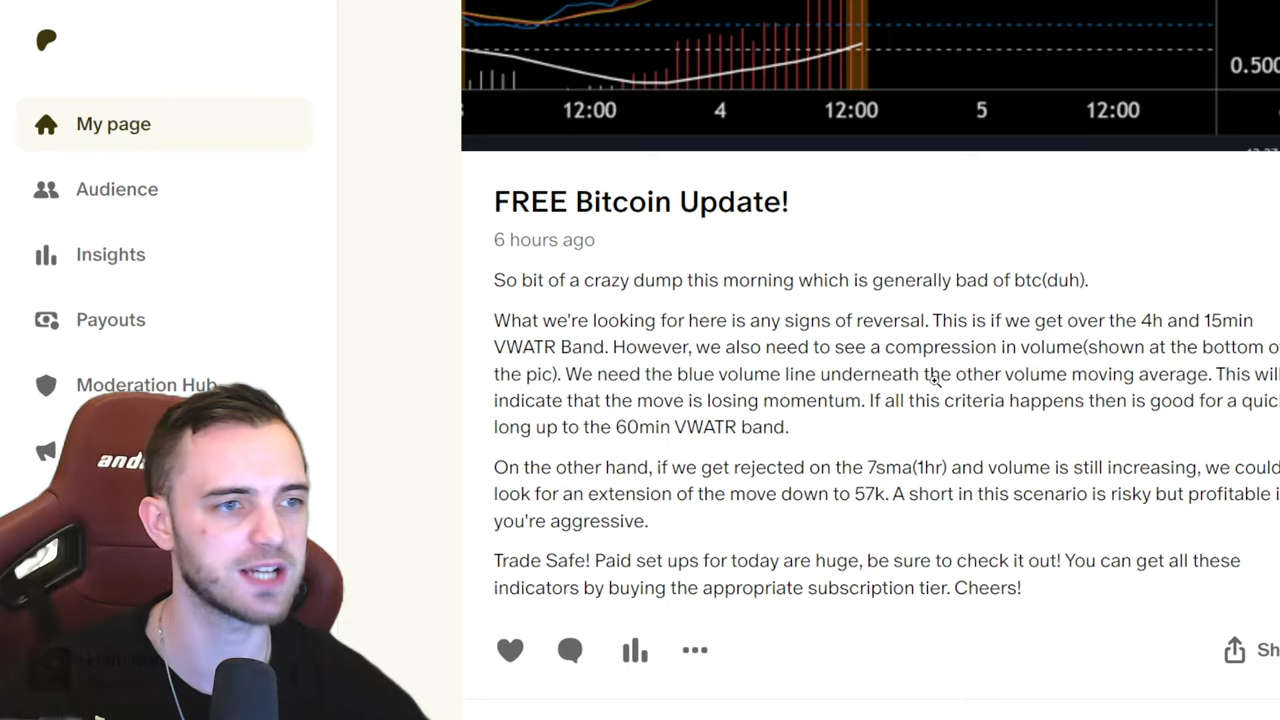 0.500
12:00 4 12:00 5 12:00
My page
Audience
Insights
Payouts
Moderation Hub
FREE Bitcoin Update!
6 hours ago
So bit of a crazy dump this morning which is generally bad of btc(duh).
What we're looking for here is any signs of reversal. This is if we get over the 4h and 15min
VWATR Band. However, we also need to see a compression in volume(shown at the bottom
the pic). We need the blue volume line underneath the other volume moving average. This will
indicate that the move is losing momentum. If all this criteria happens then is good for a
long up to the 60min VWATR band.
On the other hand, if we get rejected on the 7sma(1hr) and volume is still increasing, we could
look for an extension of the move down to 57k. A short in this scenario is risky but profitable
you're aggressive.
Trade Safe! Paid set ups for today are huge, be sure to check it out! You can get all these
indicators by buying the appropriate subscription tier. Cheers!
and